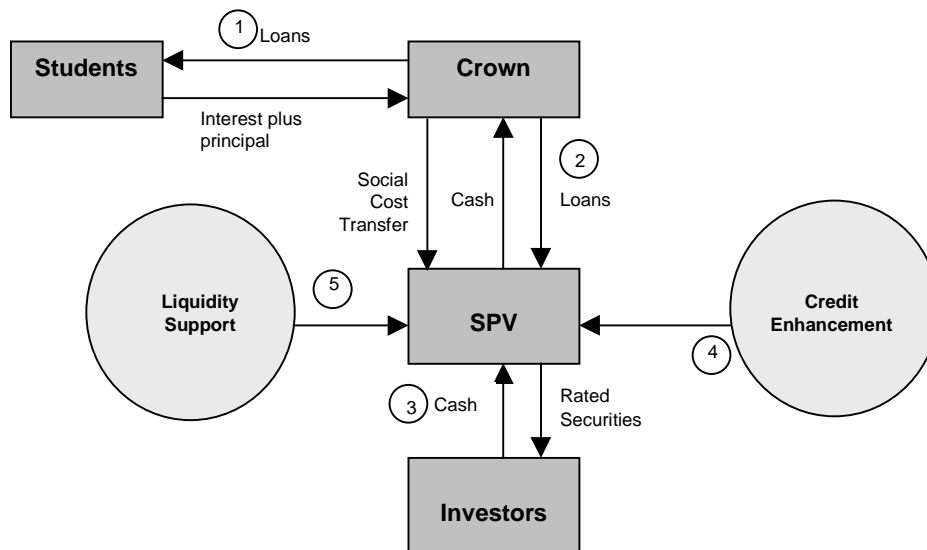 1
Loans
Students
Crown
Interest plus
principal
2
Social
Cost
Transfer
Cash
Loans
5
Liquidity
Support
SPV
Credit
Enhancement
4
3
Cash
Rated
Securities
Investors